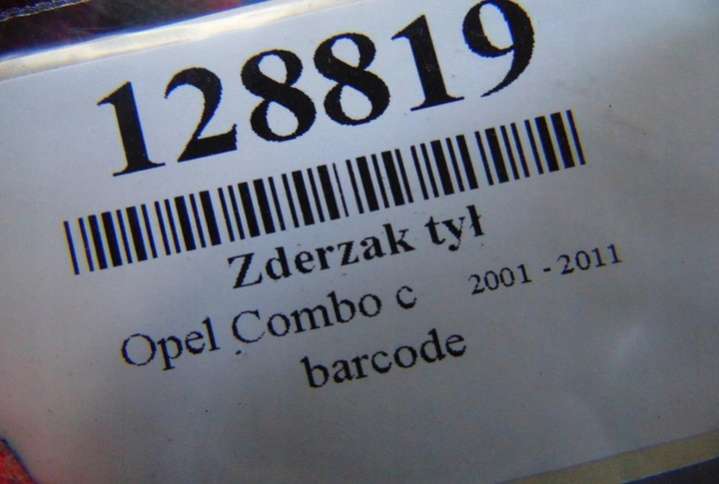 128819
Zderzak tył
Opel Combo c 2001 - 2011
barcode